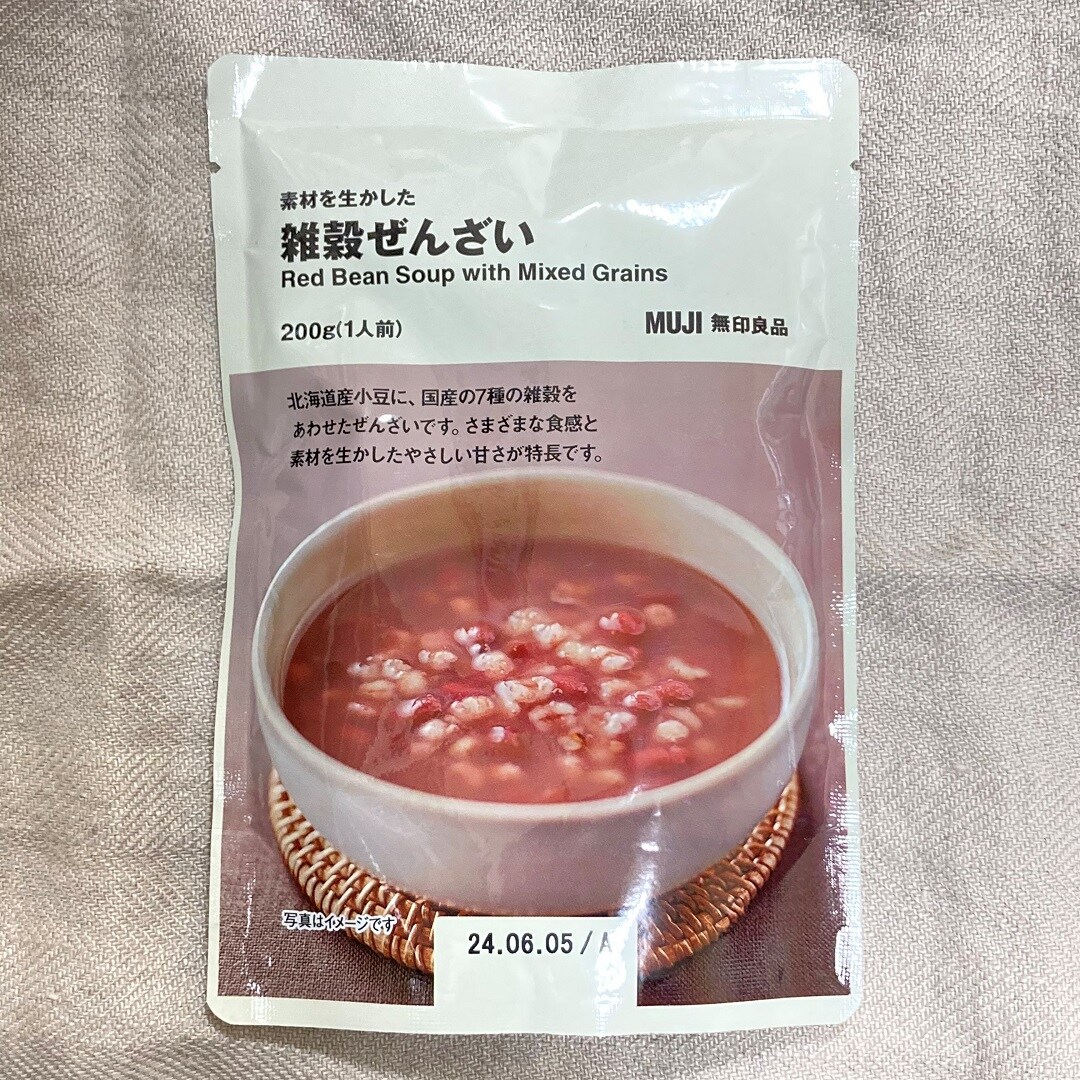 素材を生かした
雑穀ぜんざい
Red Bean Soup with Mixed Grains
200g(1人前)
MUJI 無印良品
北海道産小豆に、国産の7種の雑穀を
あわせたぜんざいです。さまざまな食感と
素材を生かしたやさしい甘さが特長です。
写真はイメージです
24.06.05/A